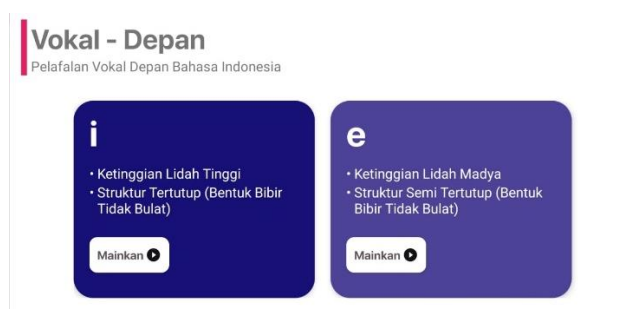 Vokal - Depan
Pelafalan Vokal Depan Bahasa Indonesia
i
• Ketinggian Lidah Tinggi
• Struktur Tertutup (Bentuk Bibir
Tidak Bulat)
Mainkan
e
• Ketinggian Lidah Madya
• Struktur Semi Tertutup (Bentuk
Bibir Tidak Bulat)
Mainkan